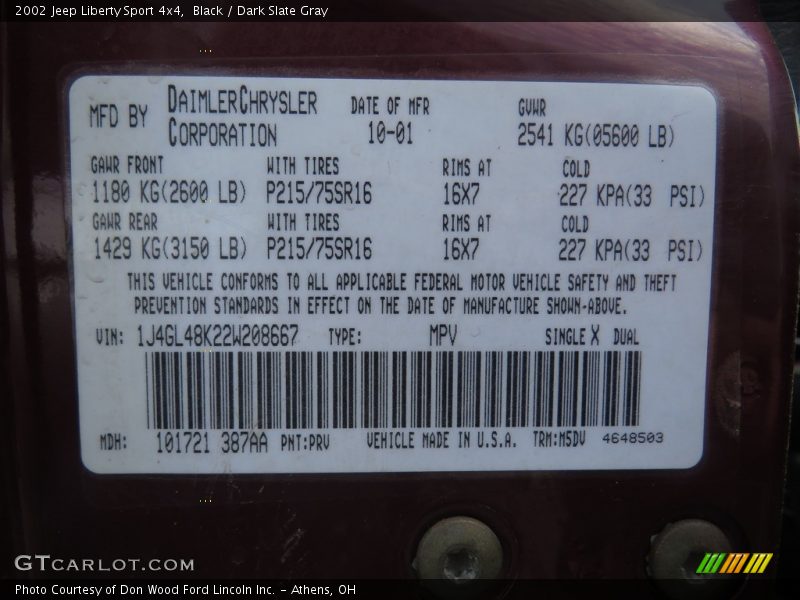 2002 Jeep Liberty Sport 4x4,  Black / Dark Slate Gray
MFD BY DAIMLERCHRYSLER CORPORATION DATE OF MFR 10-01 GVWR 2541 KG(05600 LB)
GAWR FRONT WITH TIRES RIMS AT COLD
1180 KG(2600 LB) P215/75SR16 16X7 227 KPA(33 PSI)
GAWR REAR WITH TIRES RIMS AT COLD
1429 KG(3150 LB) P215/75SR16 16X7 227 KPA(33 PSI)
THIS VEHICLE CONFORMS TO ALL APPLICABLE FEDERAL MOTOR VEHICLE SAFETY AND THEFT
PREVENTION STANDARDS IN EFFECT ON THE DATE OF MANUFACTURE SHOWN-ABOVE.
VIN: 1J4GL48K22W208667 TYPE: MPV SINGLE X DUAL
MDH: 101721 387AA PNT:PRV VEHICLE MADE IN U.S.A. TRM:M5DV 4648503
GTCARLOT.COM
Photo Courtesy of Don Wood Ford Lincoln Inc. - Athens, OH